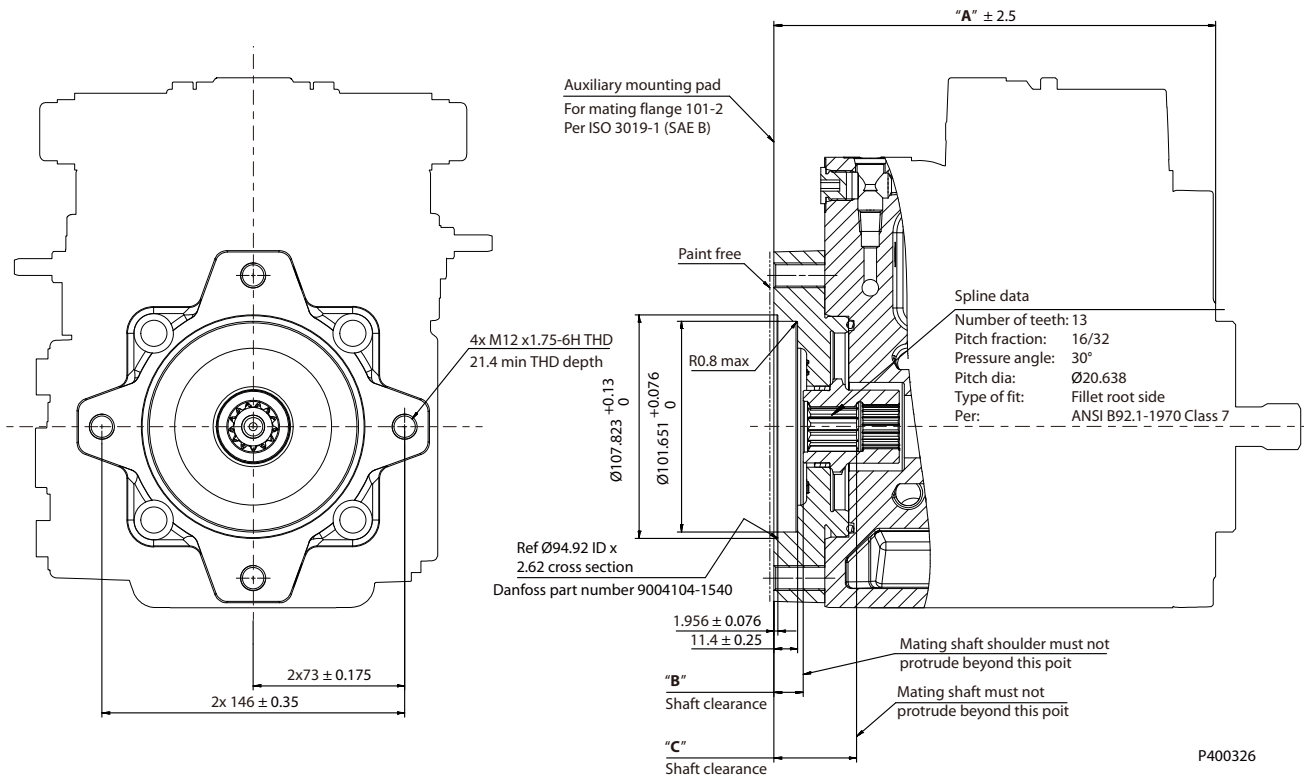 "A" ± 2.5
Auxiliary mounting pad
For mating flange 101-2
Per ISO 3019-1 (SAE B)
Paint free
4x M12 x1.75-6H THD
21.4 min THD depth
R0.8 max
Ø107.823 +0.13 0
Ø101.651 +0.076 0
Spline data
Number of teeth: 13
Pitch fraction: 16/32
Pressure angle: 30°
Pitch dia: Ø20.638
Type of fit: Fillet root side
Per: ANSI B92.1-1970 Class 7
Ref Ø94.92 ID x
2.62 cross section
Danfoss part number 9004104-1540
1.956 ± 0.076
11.4 ± 0.25
2x73 ± 0.175
2x 146 ± 0.35
"B"
Shaft clearance
Mating shaft shoulder must not
protrude beyond this poit
Mating shaft must not
protrude beyond this poit
"C"
Shaft clearance
P400326